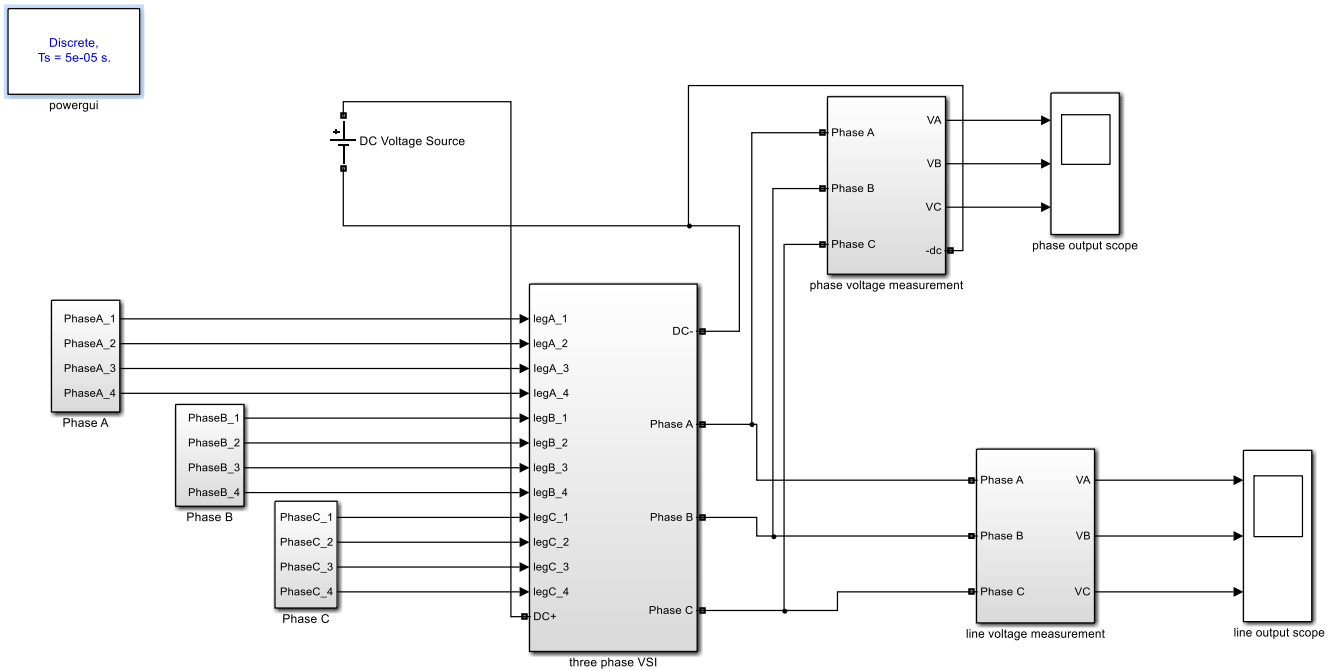 Discrete,
Ts = 5e-05 s.
powergui
+
DC Voltage Source
Phase A
Phase B
Phase C
VA
VB
VC
-dc
phase voltage measurement
phase output scope
PhaseA_1
PhaseA_2
PhaseA_3
PhaseA_4
Phase A
PhaseB_1
PhaseB_2
PhaseB_3
PhaseB_4
Phase B
PhaseC_1
PhaseC_2
PhaseC_3
PhaseC_4
Phase C
legA_1
legA_2
legA_3
legA_4
legB_1
legB_2
legB_3
legB_4
legC_1
legC_2
legC_3
legC_4
DC+
DC-
Phase A
Phase B
Phase C
three phase VSI
Phase A
Phase B
Phase C
VA
VB
VC
line voltage measurement
line output scope